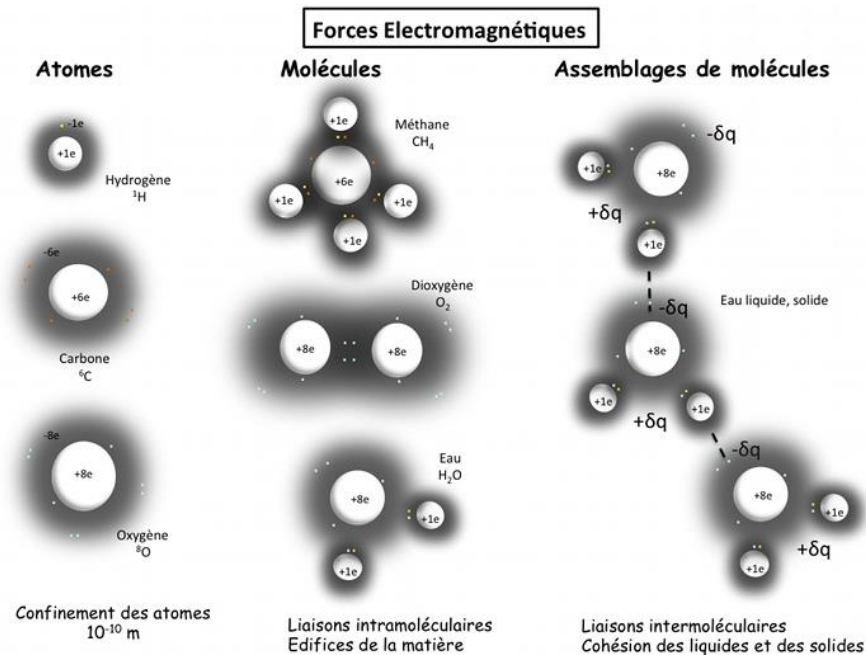 Forces Electromagnétiques
Atomes
-1e
+1e
Hydrogène
¹H
-6e
+6e
Carbone
⁶C
-8e
+8e
Oxygène
⁸O
Confinement des atomes
10⁻¹⁰ m
Molécules
+1e
Méthane
CH₄
+6e
+1e
+1e
+1e
Dioxygène
O₂
+8e
+8e
Eau
H₂O
+8e
+1e
+1e
Liaisons intramoléculaires
Edifices de la matière
Assemblages de molécules
-δq
+1e
+8e
+δq
+1e
-δq
Eau liquide, solide
+8e
+1e
+1e
+δq
-δq
+8e
+1e
+δq
+1e
Liaisons intermoléculaires
Cohésion des liquides et des solides